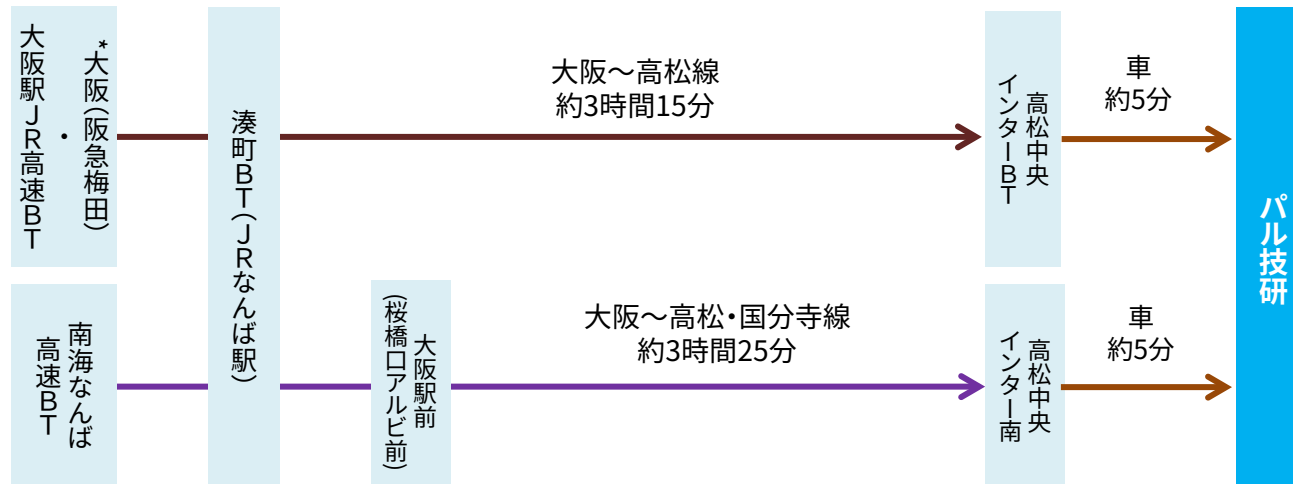 *大阪(阪急梅田)
・
大阪駅JR高速BT
湊町BT(JRなんば駅)
大阪～高松線
約3時間15分
高松中央
インターBT
車
約5分
パル技研
南海なんば
高速BT
大阪駅前
(桜橋口アルビ前)
大阪～高松・国分寺線
約3時間25分
高松中央
インター南
車
約5分